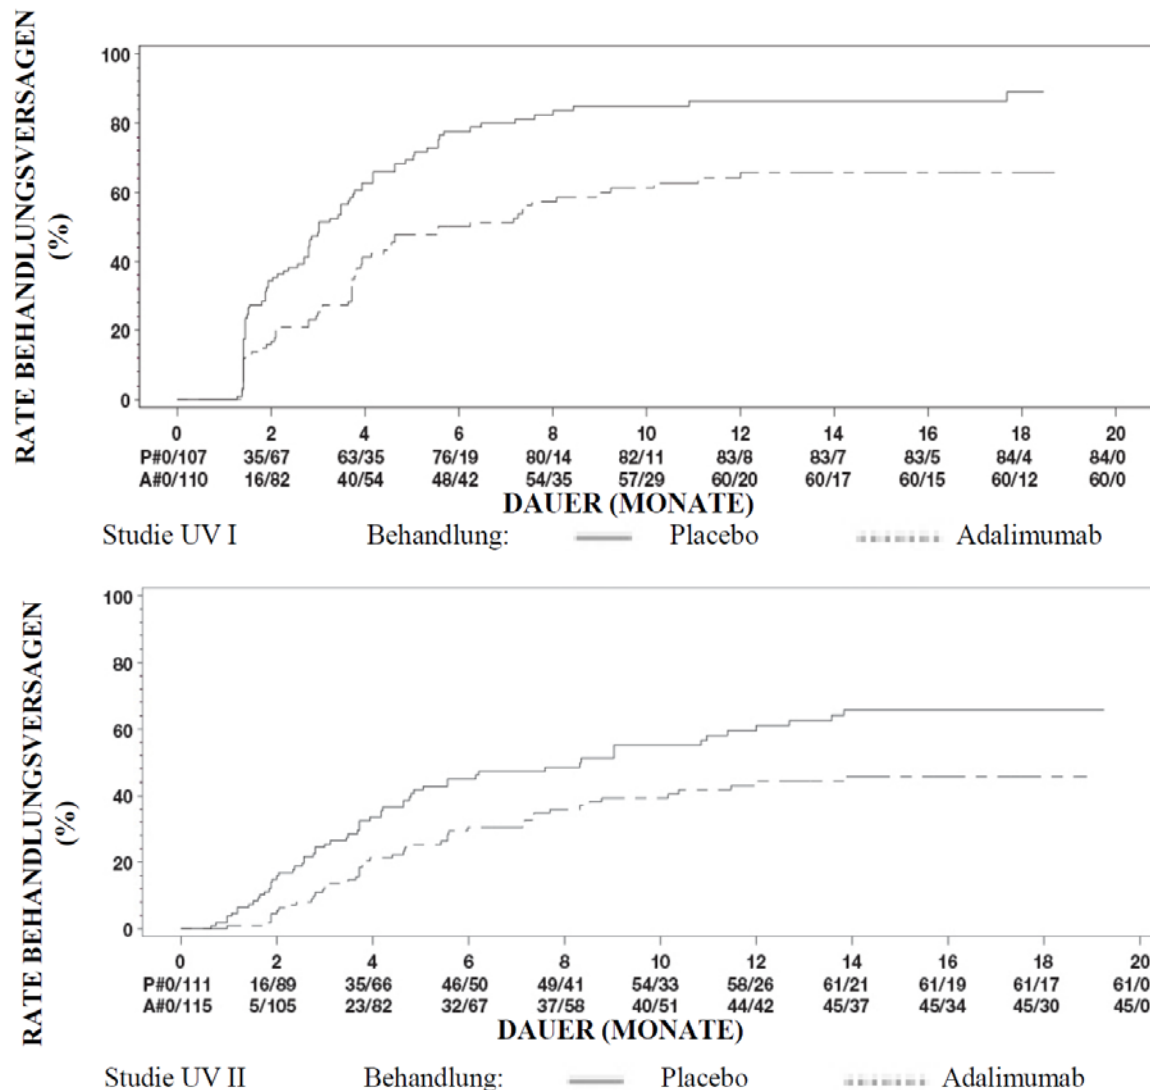 RATE BEHANDLUNGSVERSAGEN
(%)
100
80
60
40
20
0
0 2 4 6 8 10 12 14 16 18 20
P#0/107 35/67 63/35 76/19 80/14 82/11 83/8 83/7 83/5 84/4 84/0
A#0/110 16/82 40/54 48/42 54/35 57/29 60/20 60/17 60/15 60/12 60/0
DAUER (MONATE)
Studie UV I Behandlung: Placebo Adalimumab
RATE BEHANDLUNGSVERSAGEN
(%)
100
80
60
40
20
0
0 2 4 6 8 10 12 14 16 18 20
P#0/111 16/89 35/66 46/50 49/41 54/33 58/26 61/21 61/19 61/17 61/0
A#0/115 5/105 23/82 32/67 37/58 40/51 44/42 45/37 45/34 45/30 45/0
DAUER (MONATE)
Studie UV II Behandlung: Placebo Adalimumab